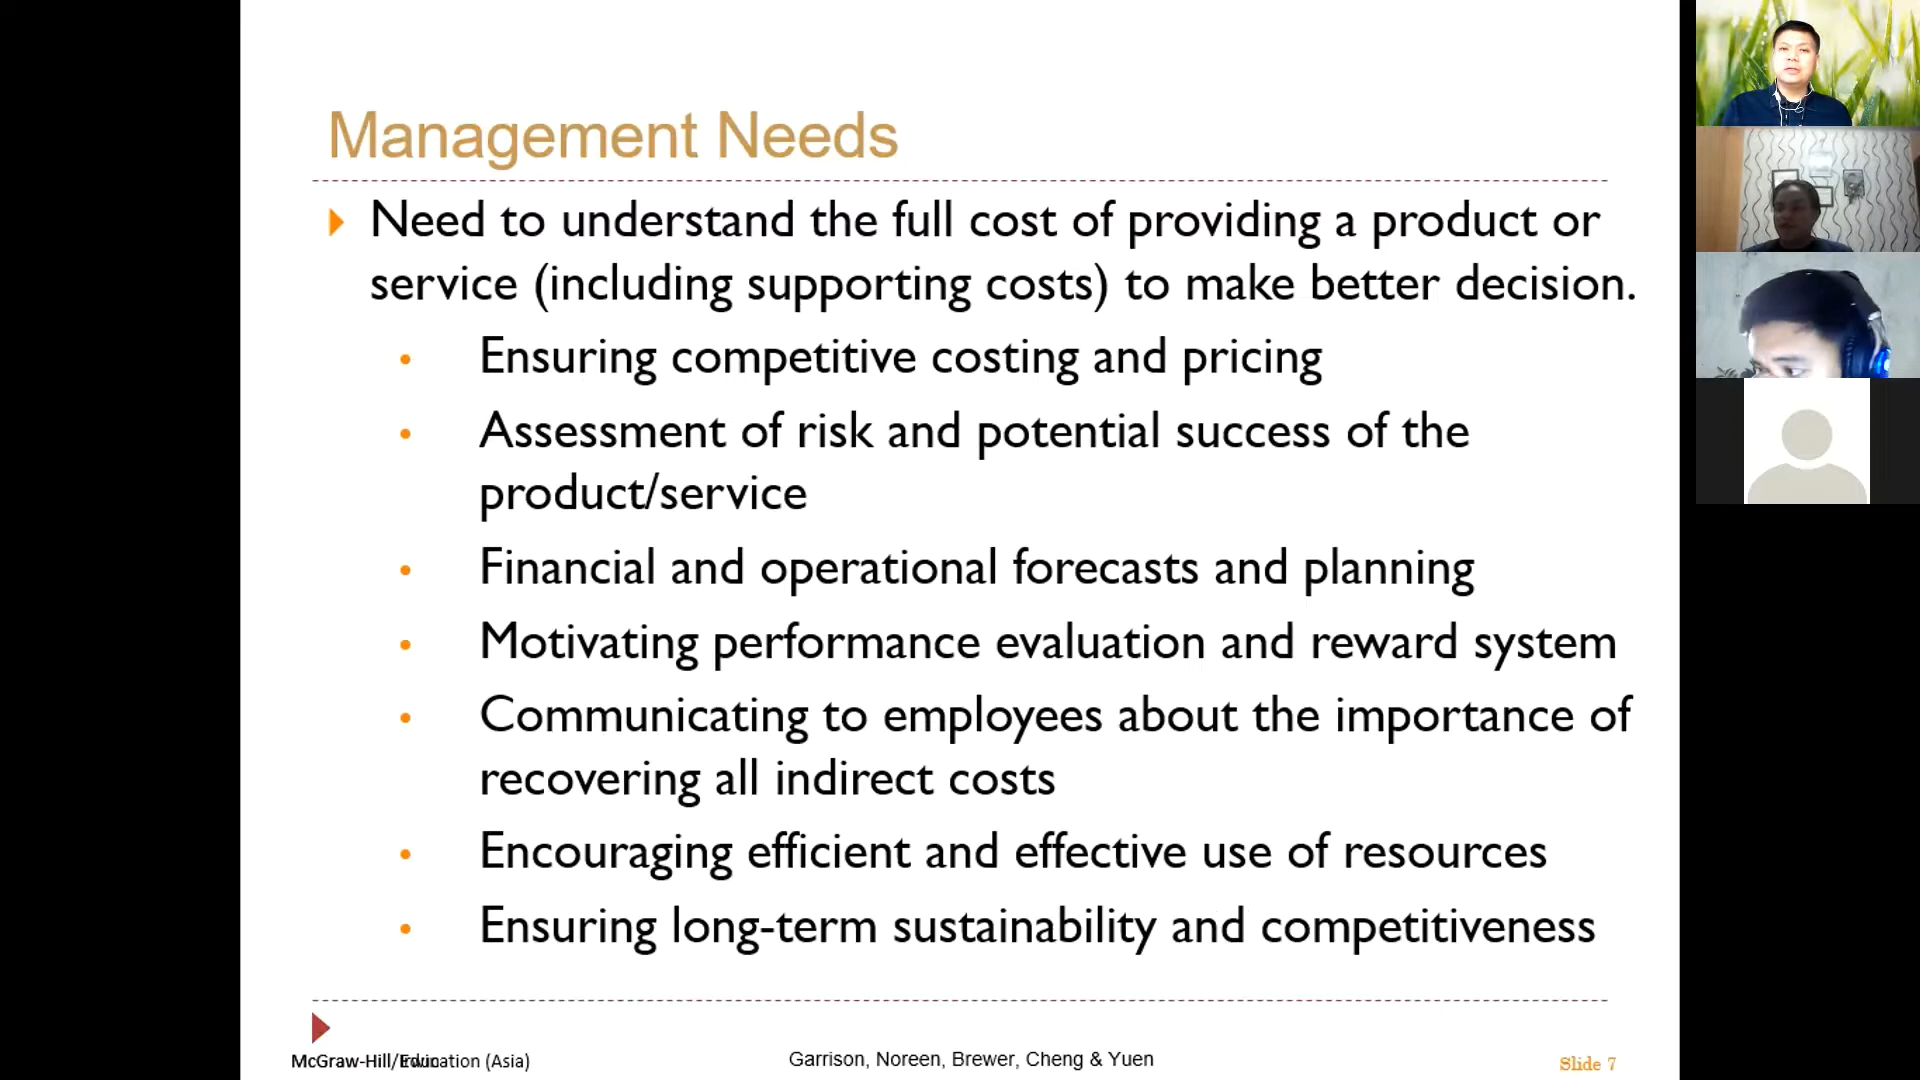 Management Needs
Need to understand the full cost of providing a product or
service (including supporting costs) to make better decision.
• Ensuring competitive costing and pricing
• Assessment of risk and potential success of the
product/service
• Financial and operational forecasts and planning
• Motivating performance evaluation and reward system
• Communicating to employees about the importance of
recovering all indirect costs
• Encouraging efficient and effective use of resources
• Ensuring long-term sustainability and competitiveness
McGraw-Hill/ (Asia)
Garrison, Noreen, Brewer, Cheng & Yuen
Slide 7